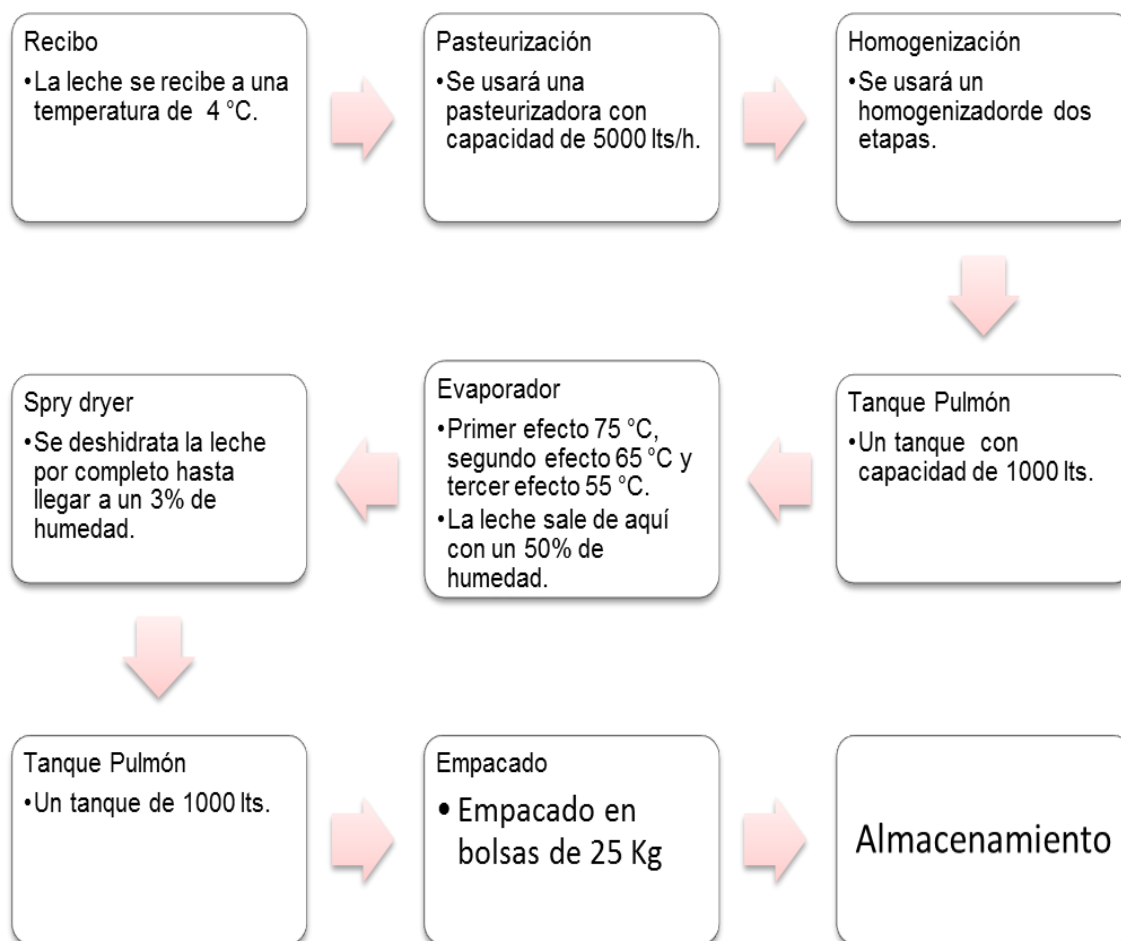 Recibo
•La leche se recibe a una
temperatura de 4 °C.
Pasteurización
•Se usará una
pasteurizadora con
capacidad de 5000 lts/h.
Homogenización
•Se usará un
homogenizadorde dos
etapas.
Tanque Pulmón
•Un tanque con
capacidad de 1000 lts.
Evaporador
•Primer efecto 75 °C,
segundo efecto 65 °C y
tercer efecto 55 °C.
•La leche sale de aquí
con un 50% de
humedad.
Spry dryer
•Se deshidrata la leche
por completo hasta
llegar a un 3% de
humedad.
Tanque Pulmón
•Un tanque de 1000 lts.
Empacado
• Empacado en
bolsas de 25 Kg
Almacenamiento